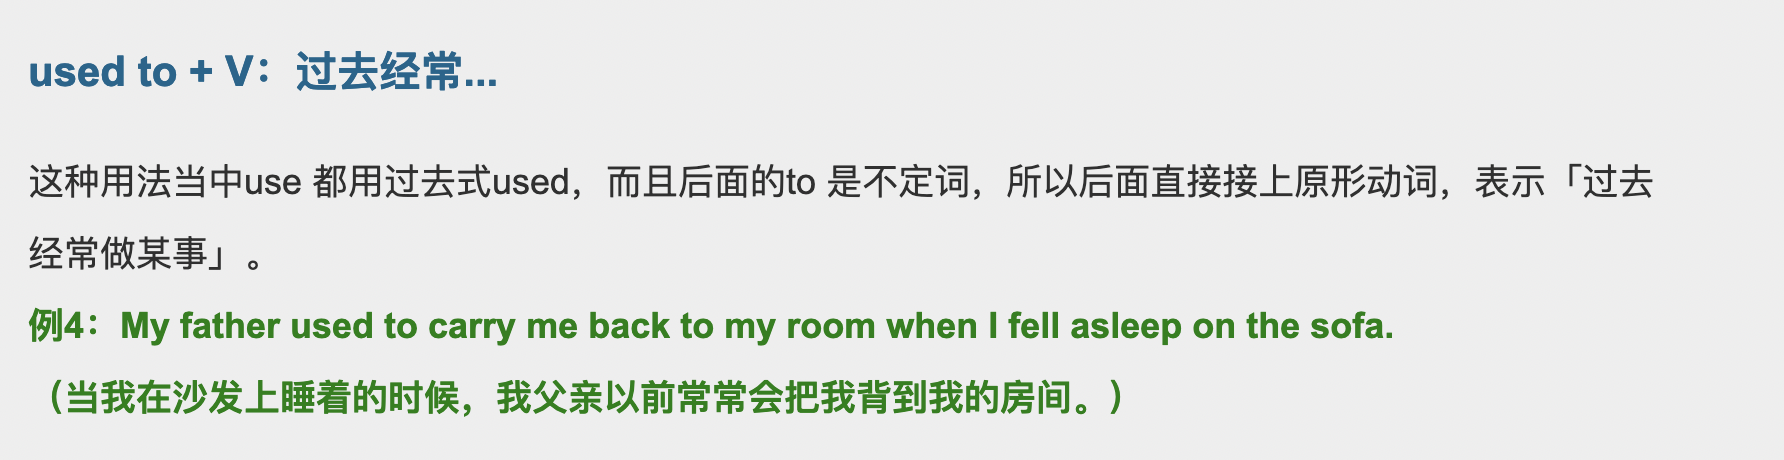 used to + V：过去经常...
这种用法当中use 都用过去式used，而且后面的to 是不定词，所以后面直接接上原形动词，表示「过去
经常做某事」。
例4：My father used to carry me back to my room when I fell asleep on the sofa.
（当我在沙发上睡着的时候，我父亲以前常常会把我背到我的房间。）